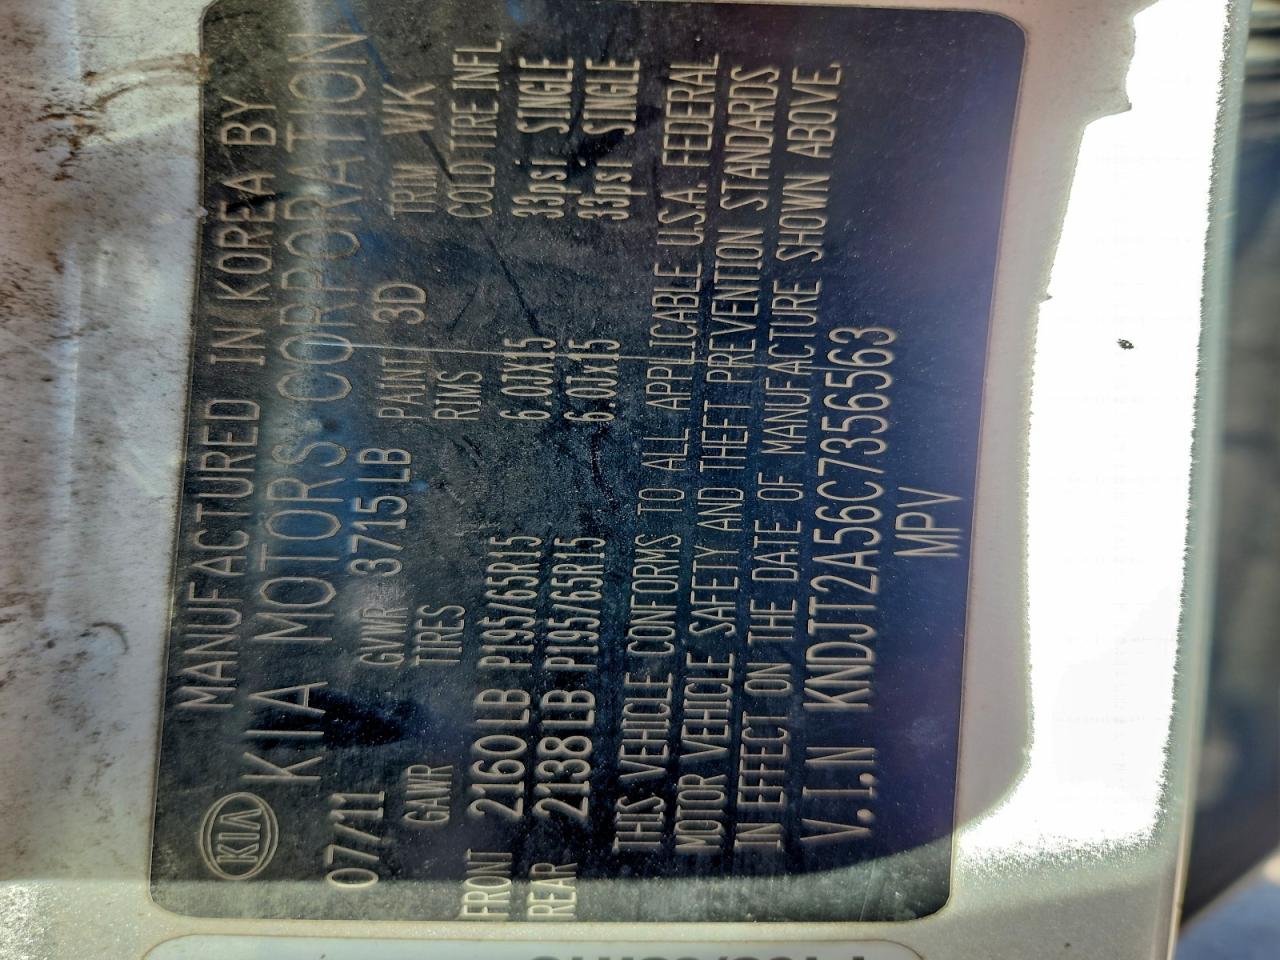 KIA
MANUFACTURED IN KOREA BY
KIA MOTORS CORPORATION
07/11 GVWR 3715LB PAINT 3D TRM WK
GAWR TIRES RIMS COLD TIRE INFL
FRONT 2160LB P195/65R15 6.0JX15 33psi SINGLE
REAR 2138LB P195/65R15 6.0JX15 33psi SINGLE
THIS VEHICLE CONFORMS TO ALL APPLICABLE U.S.A. FEDERAL
MOTOR VEHICLE SAFETY AND THEFT PREVENTION STANDARDS
IN EFFECT ON THE DATE OF MANUFACTURE SHOWN ABOVE.
V.I.N KNDJT2A56C7356563
MPV